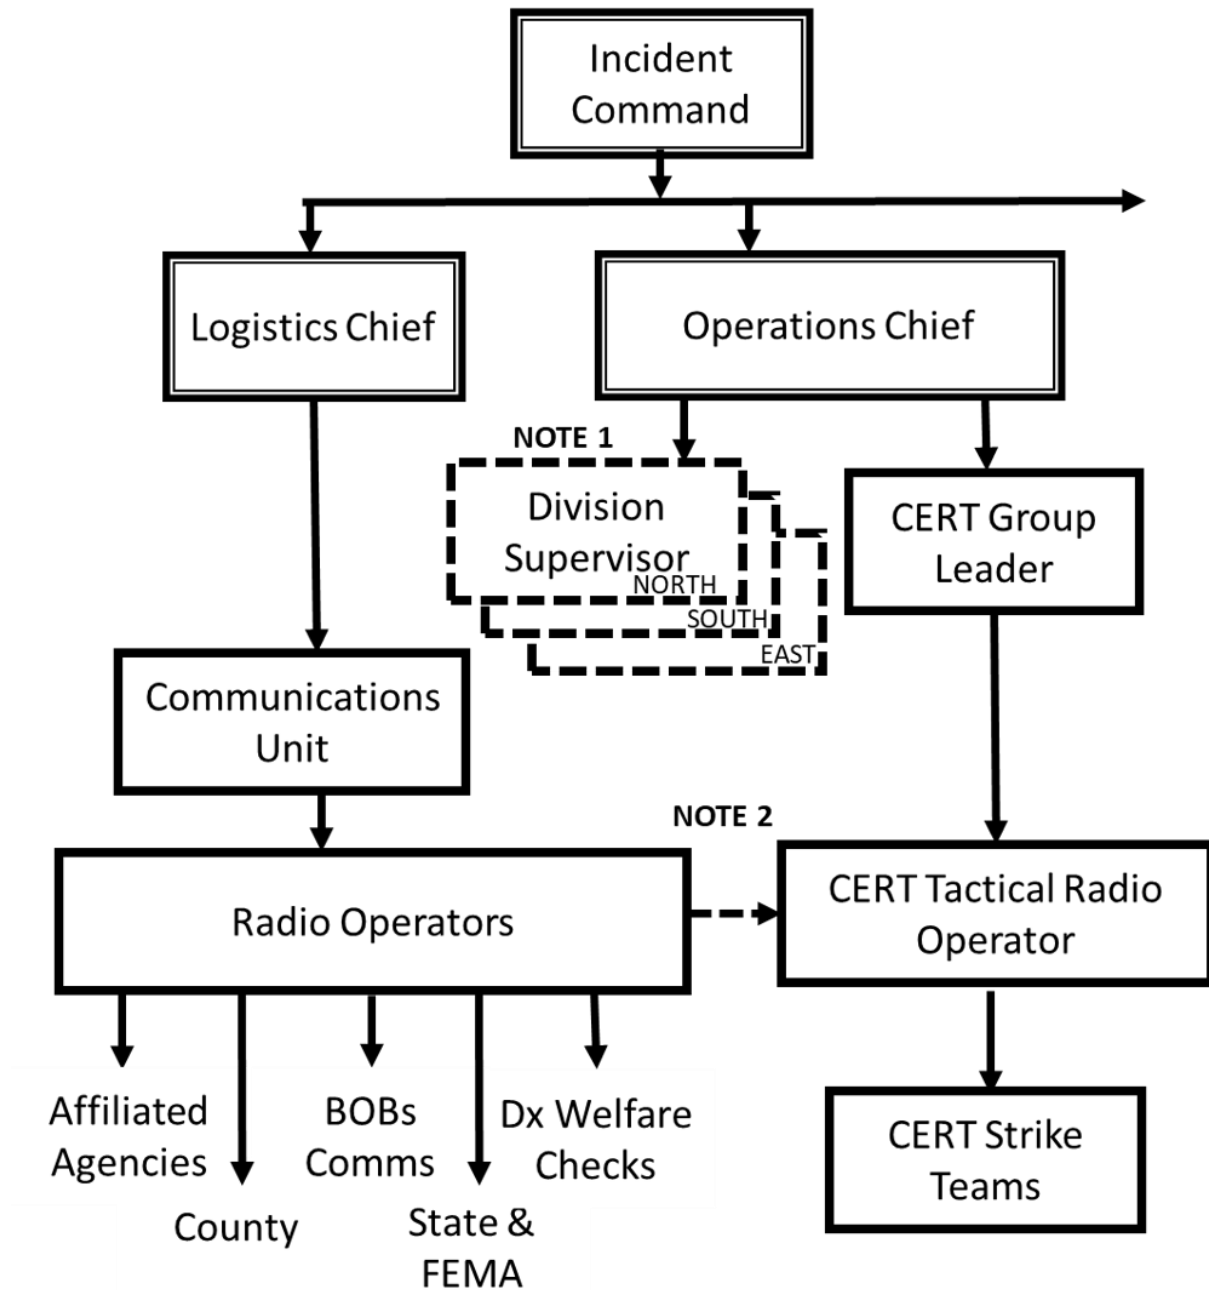 Incident
Command
Logistics Chief
Operations Chief
NOTE 1
Division
Supervisor
NORTH
SOUTH
EAST
CERT Group
Leader
Communications
Unit
NOTE 2
Radio Operators
CERT Tactical Radio
Operator
Affiliated
Agencies
County
BOBs
Comms
State &
FEMA
Dx Welfare
Checks
CERT Strike
Teams